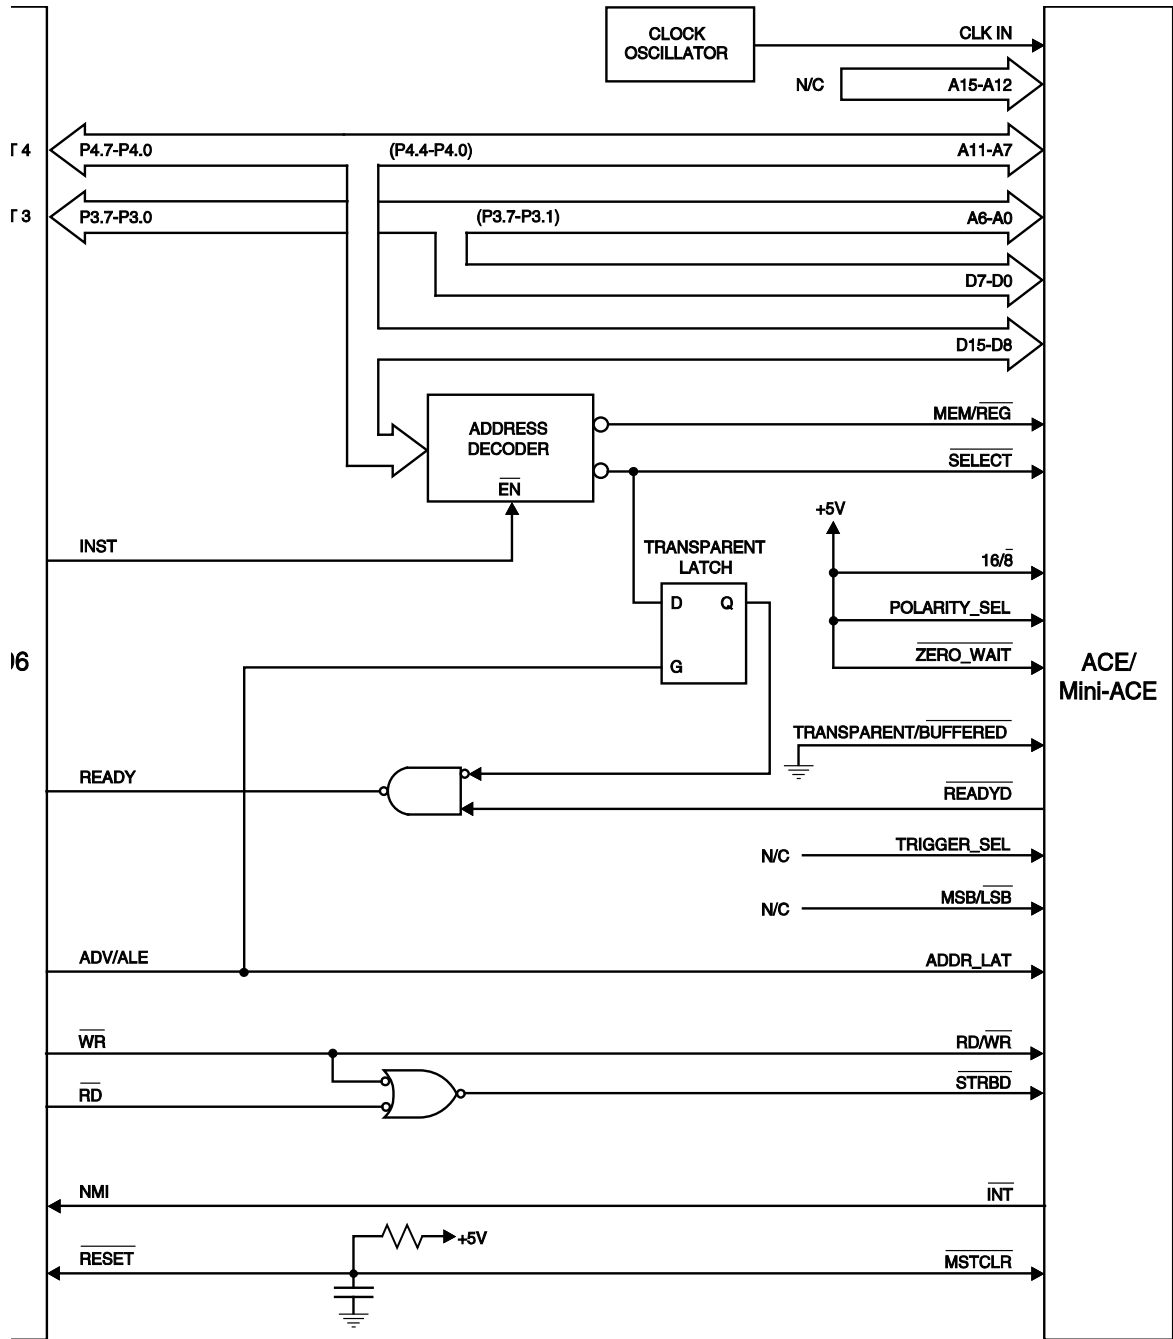 CLOCK
OSCILLATOR
CLK IN
N/C
A15-A12
T 4
P4.7-P4.0
(P4.4-P4.0)
A11-A7
T 3
P3.7-P3.0
(P3.7-P3.1)
A6-A0
D7-D0
D15-D8
ADDRESS
DECODER
EN
MEM/REG
SELECT
+5V
INST
TRANSPARENT
LATCH
16/8
D
Q
POLARITY_SEL
G
ZERO_WAIT
96
ACE/
Mini-ACE
TRANSPARENT/BUFFERED
READY
READYD
N/C
TRIGGER_SEL
N/C
MSB/LSB
ADV/ALE
ADDR_LAT
WR
RD/WR
RD
STRBD
NMI
INT
+5V
RESET
MSTCLR